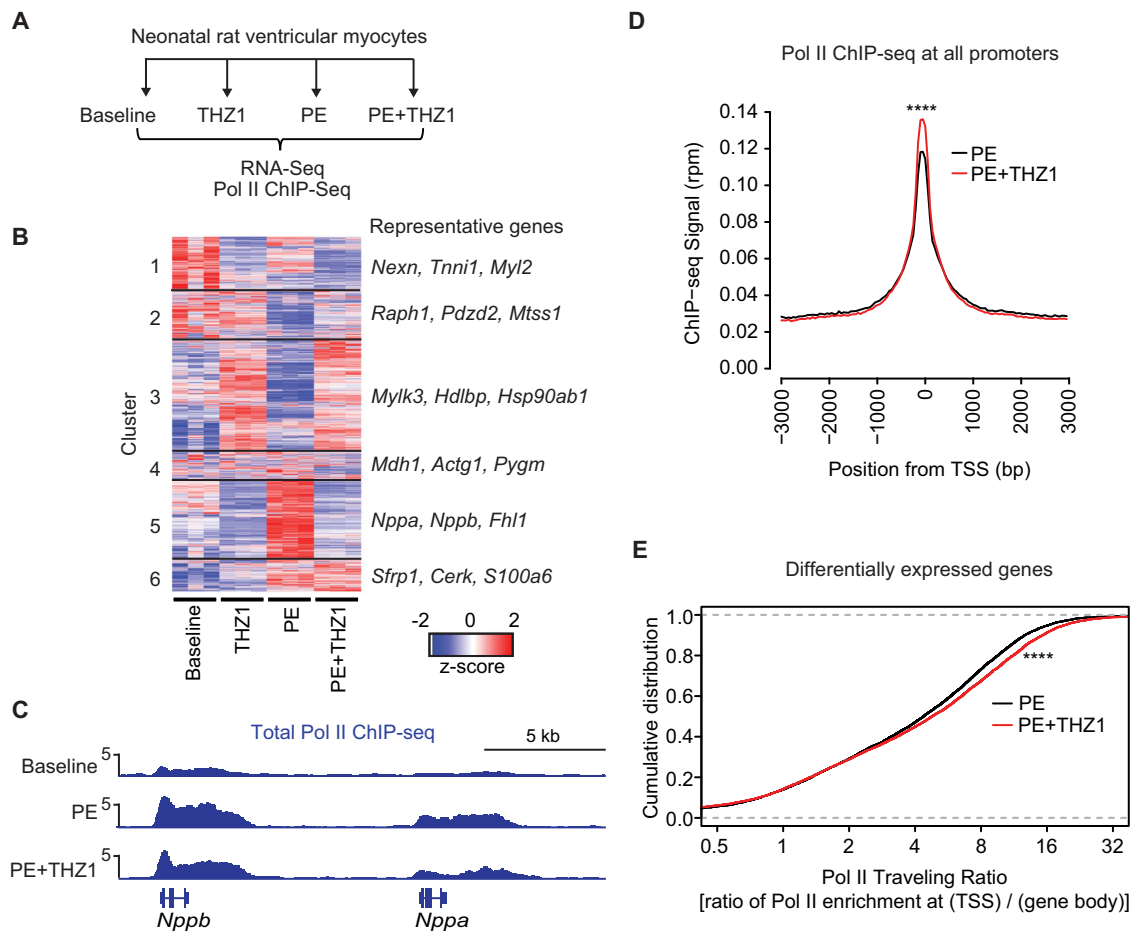 A
Neonatal rat ventricular myocytes
Baseline THZ1 PE PE+THZ1
RNA-Seq
Pol II ChIP-Seq
B
Representative genes
Cluster
1 Nexn, Tnni1, Myl2
2 Raph1, Pdzd2, Mtss1
3 Mylk3, Hdlbp, Hsp90ab1
4 Mdh1, Actg1, Pygm
5 Nppa, Nppb, Fhl1
6 Sfrp1, Cerk, S100a6
Baseline THZ1 PE PE+THZ1
-2 0 2
z-score
C
Total Pol II ChIP-seq
5 kb
Baseline 5
PE 5
PE+THZ1 5
Nppb Nppa
D
Pol II ChIP-seq at all promoters
ChIP−seq Signal (rpm)
0.14
0.12
0.10
0.08
0.06
0.04
0.02
0.00
****
PE
PE+THZ1
−3000 −2000 −1000 0 1000 2000 3000
Position from TSS (bp)
E
Differentially expressed genes
Cumulative distribution
1.0
0.8
0.6
0.4
0.2
0.0
****
PE
PE+THZ1
0.5 1 2 4 8 16 32
Pol II Traveling Ratio
[ratio of Pol II enrichment at (TSS) / (gene body)]